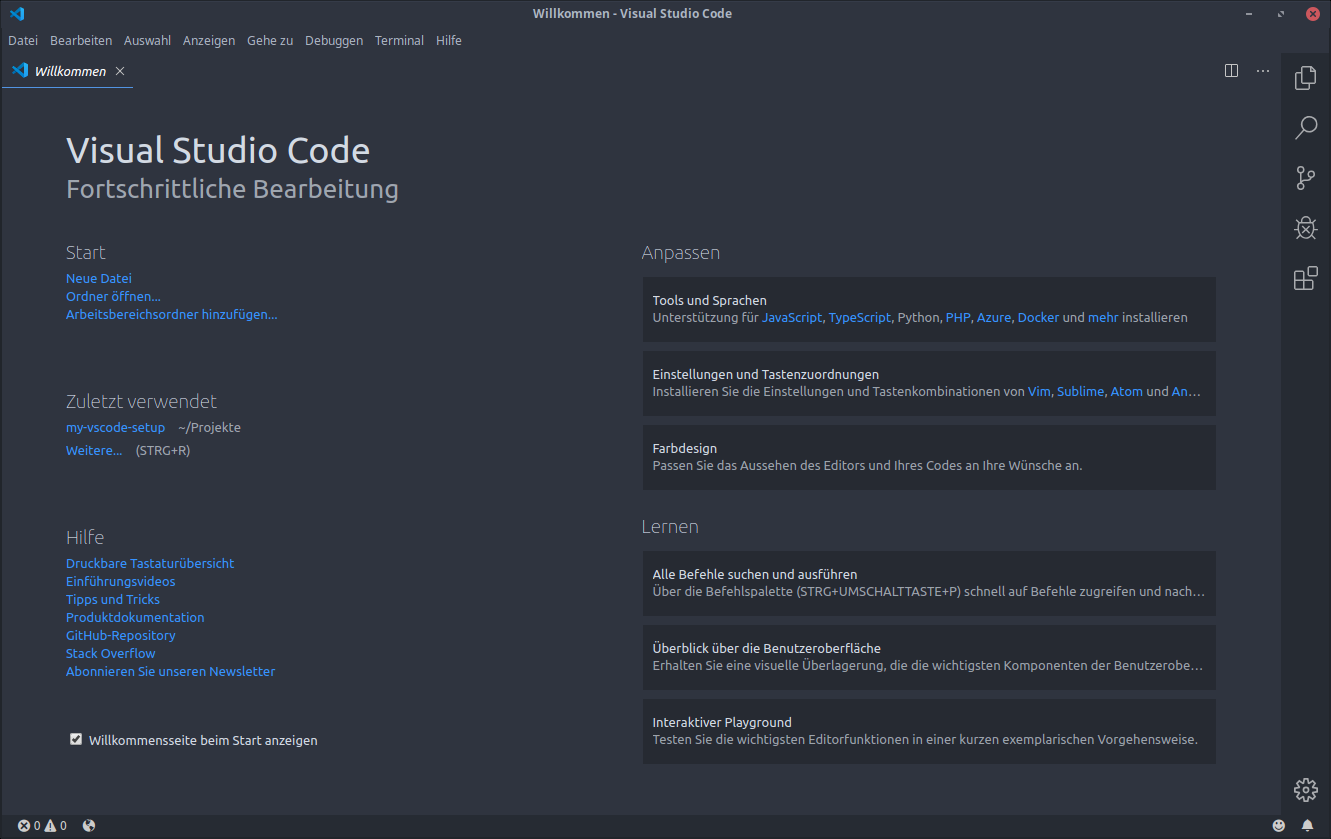 Willkommen - Visual Studio Code
Datei Bearbeiten Auswahl Anzeigen Gehe zu Debuggen Terminal Hilfe
Willkommen
Visual Studio Code
Fortschrittliche Bearbeitung
Start
Neue Datei
Ordner öffnen...
Arbeitsbereichsordner hinzufügen...
Zuletzt verwendet
my-vscode-setup ~/Projekte
Weitere... (STRG+R)
Hilfe
Druckbare Tastaturübersicht
Einführungsvideos
Tipps und Tricks
Produktdokumentation
GitHub-Repository
Stack Overflow
Abonnieren Sie unseren Newsletter
Willkommensseite beim Start anzeigen
Anpassen
Tools und Sprachen
Unterstützung für JavaScript, TypeScript, Python, PHP, Azure, Docker und mehr installieren
Einstellungen und Tastenzuordnungen
Installieren Sie die Einstellungen und Tastenkombinationen von Vim, Sublime, Atom und An...
Farbdesign
Passen Sie das Aussehen des Editors und Ihres Codes an Ihre Wünsche an.
Lernen
Alle Befehle suchen und ausführen
Über die Befehlspalette (STRG+UMSCHALTTASTE+P) schnell auf Befehle zugreifen und nach...
Überblick über die Benutzeroberfläche
Erhalten Sie eine visuelle Überlagerung, die die wichtigsten Komponenten der Benutzerobe...
Interaktiver Playground
Testen Sie die wichtigsten Editorfunktionen in einer kurzen exemplarischen Vorgehensweise.
0 0